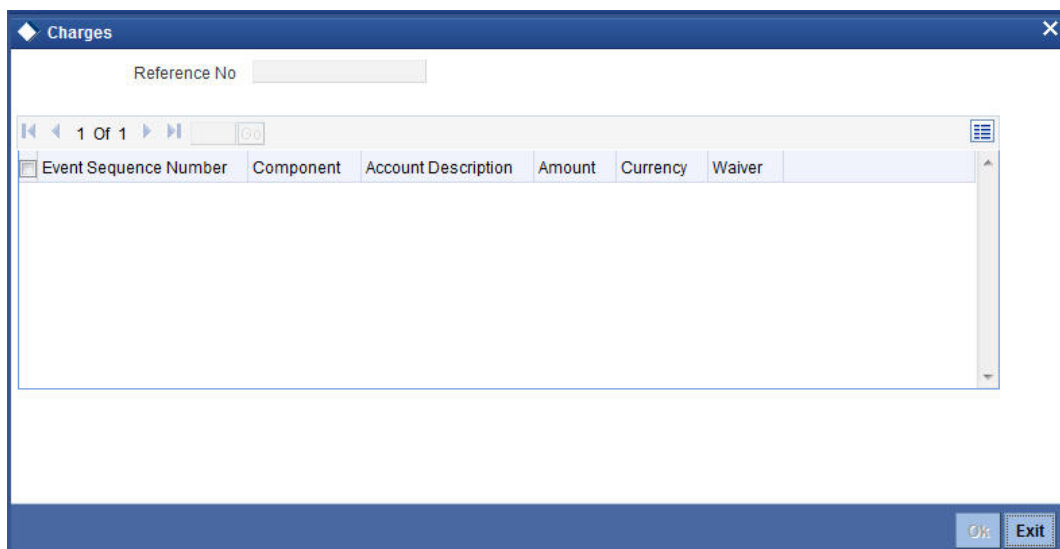 Charges
Reference No
1 Of 1 Go
Event Sequence Number Component Account Description Amount Currency Waiver
Ok Exit